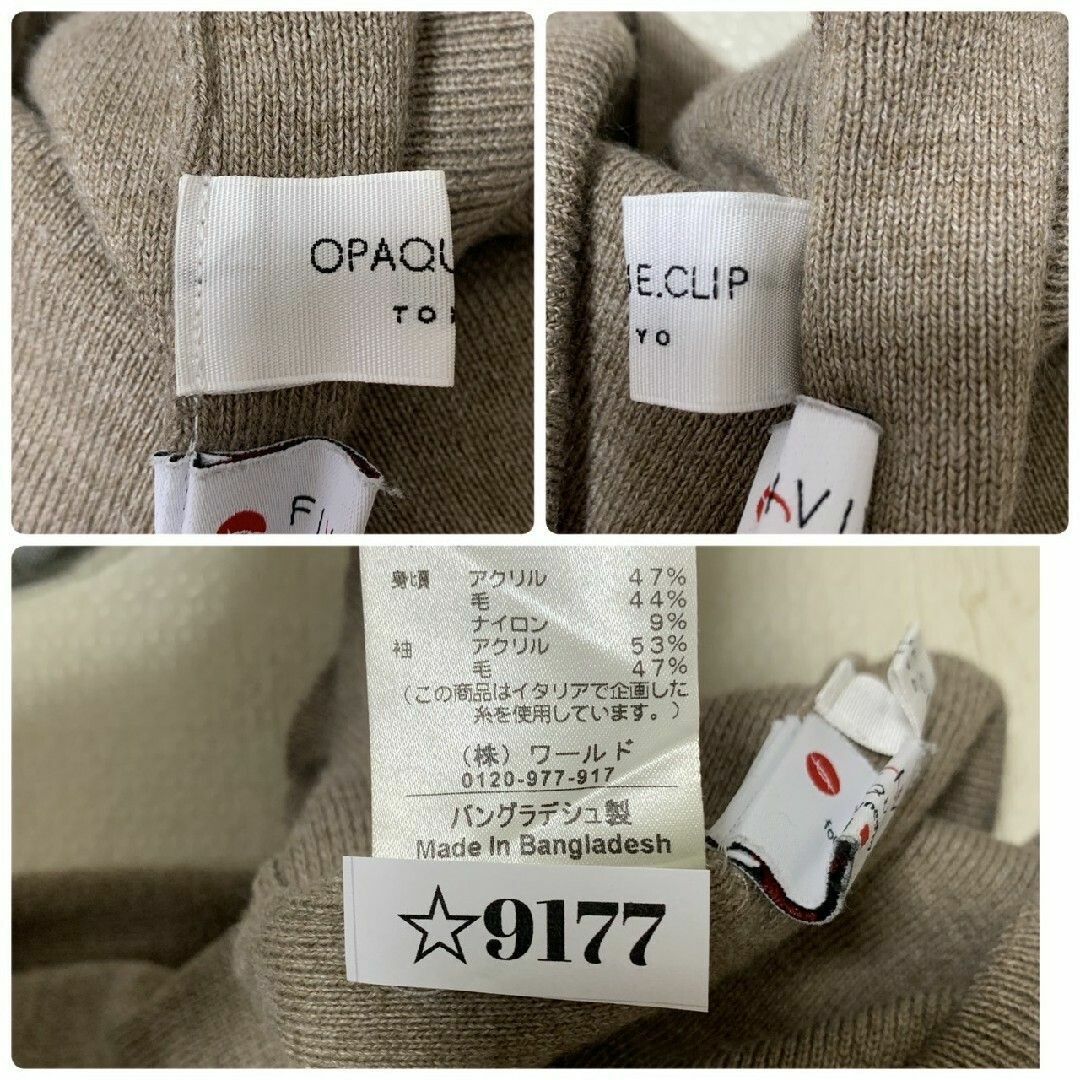 OPAQU
TO
E.CLIP
YO
F
VI
身頃 アクリル 47%
毛 44%
ナイロン 9%
袖 アクリル 53%
毛 47%
(この商品はイタリアで企画した
糸を使用しています。)
(株) ワールド
0120-977-917
バングラデシュ製
Made In Bangladesh
☆9177